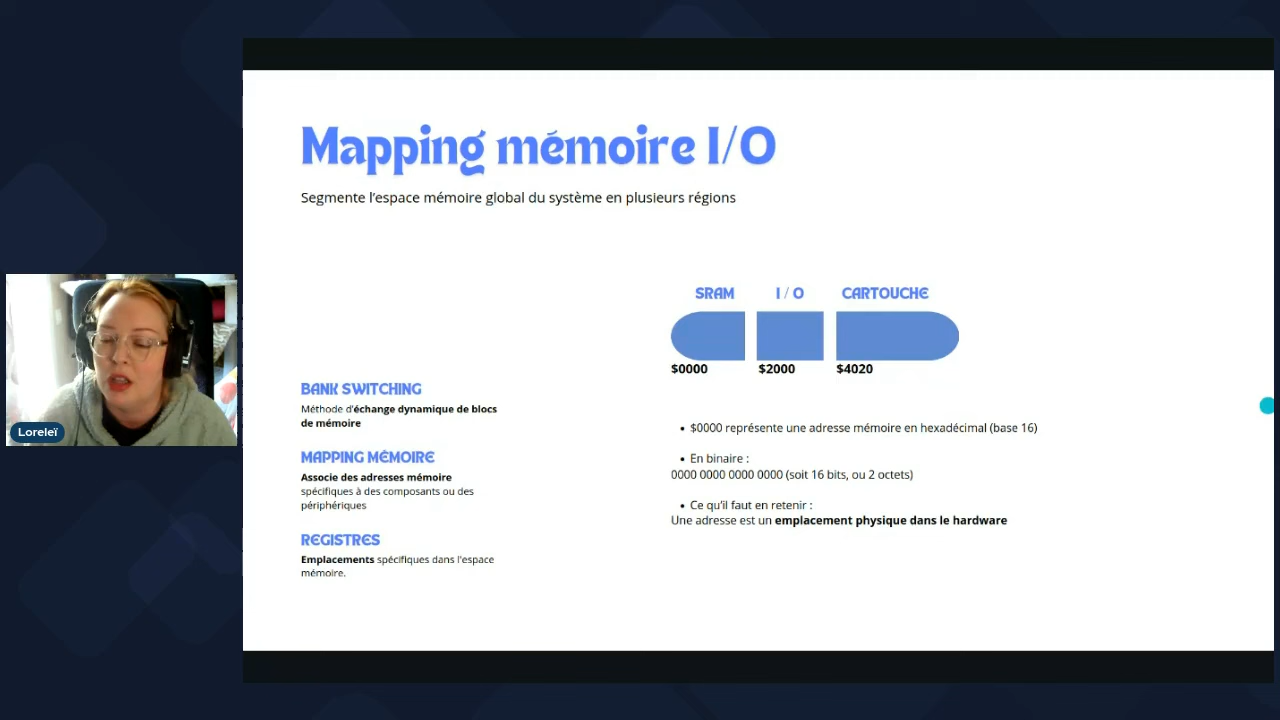 Mapping mémoire I/O
Segmente l'espace mémoire global du système en plusieurs régions
SRAM
I / O
CARTOUCHE
$0000
$2000
$4020
BANK SWITCHING
Méthode d'échange dynamique de blocs
de mémoire
MAPPING MÉMOIRE
Associe des adresses mémoire
spécifiques à des composants ou des
périphériques
REGISTRES
Emplacements spécifiques dans l'espace
mémoire.
• $0000 représente une adresse mémoire en hexadécimal (base 16)
• En binaire :
0000 0000 0000 0000 (soit 16 bits, ou 2 octets)
• Ce qu'il faut en retenir :
Une adresse est un emplacement physique dans le hardware
Loreleï